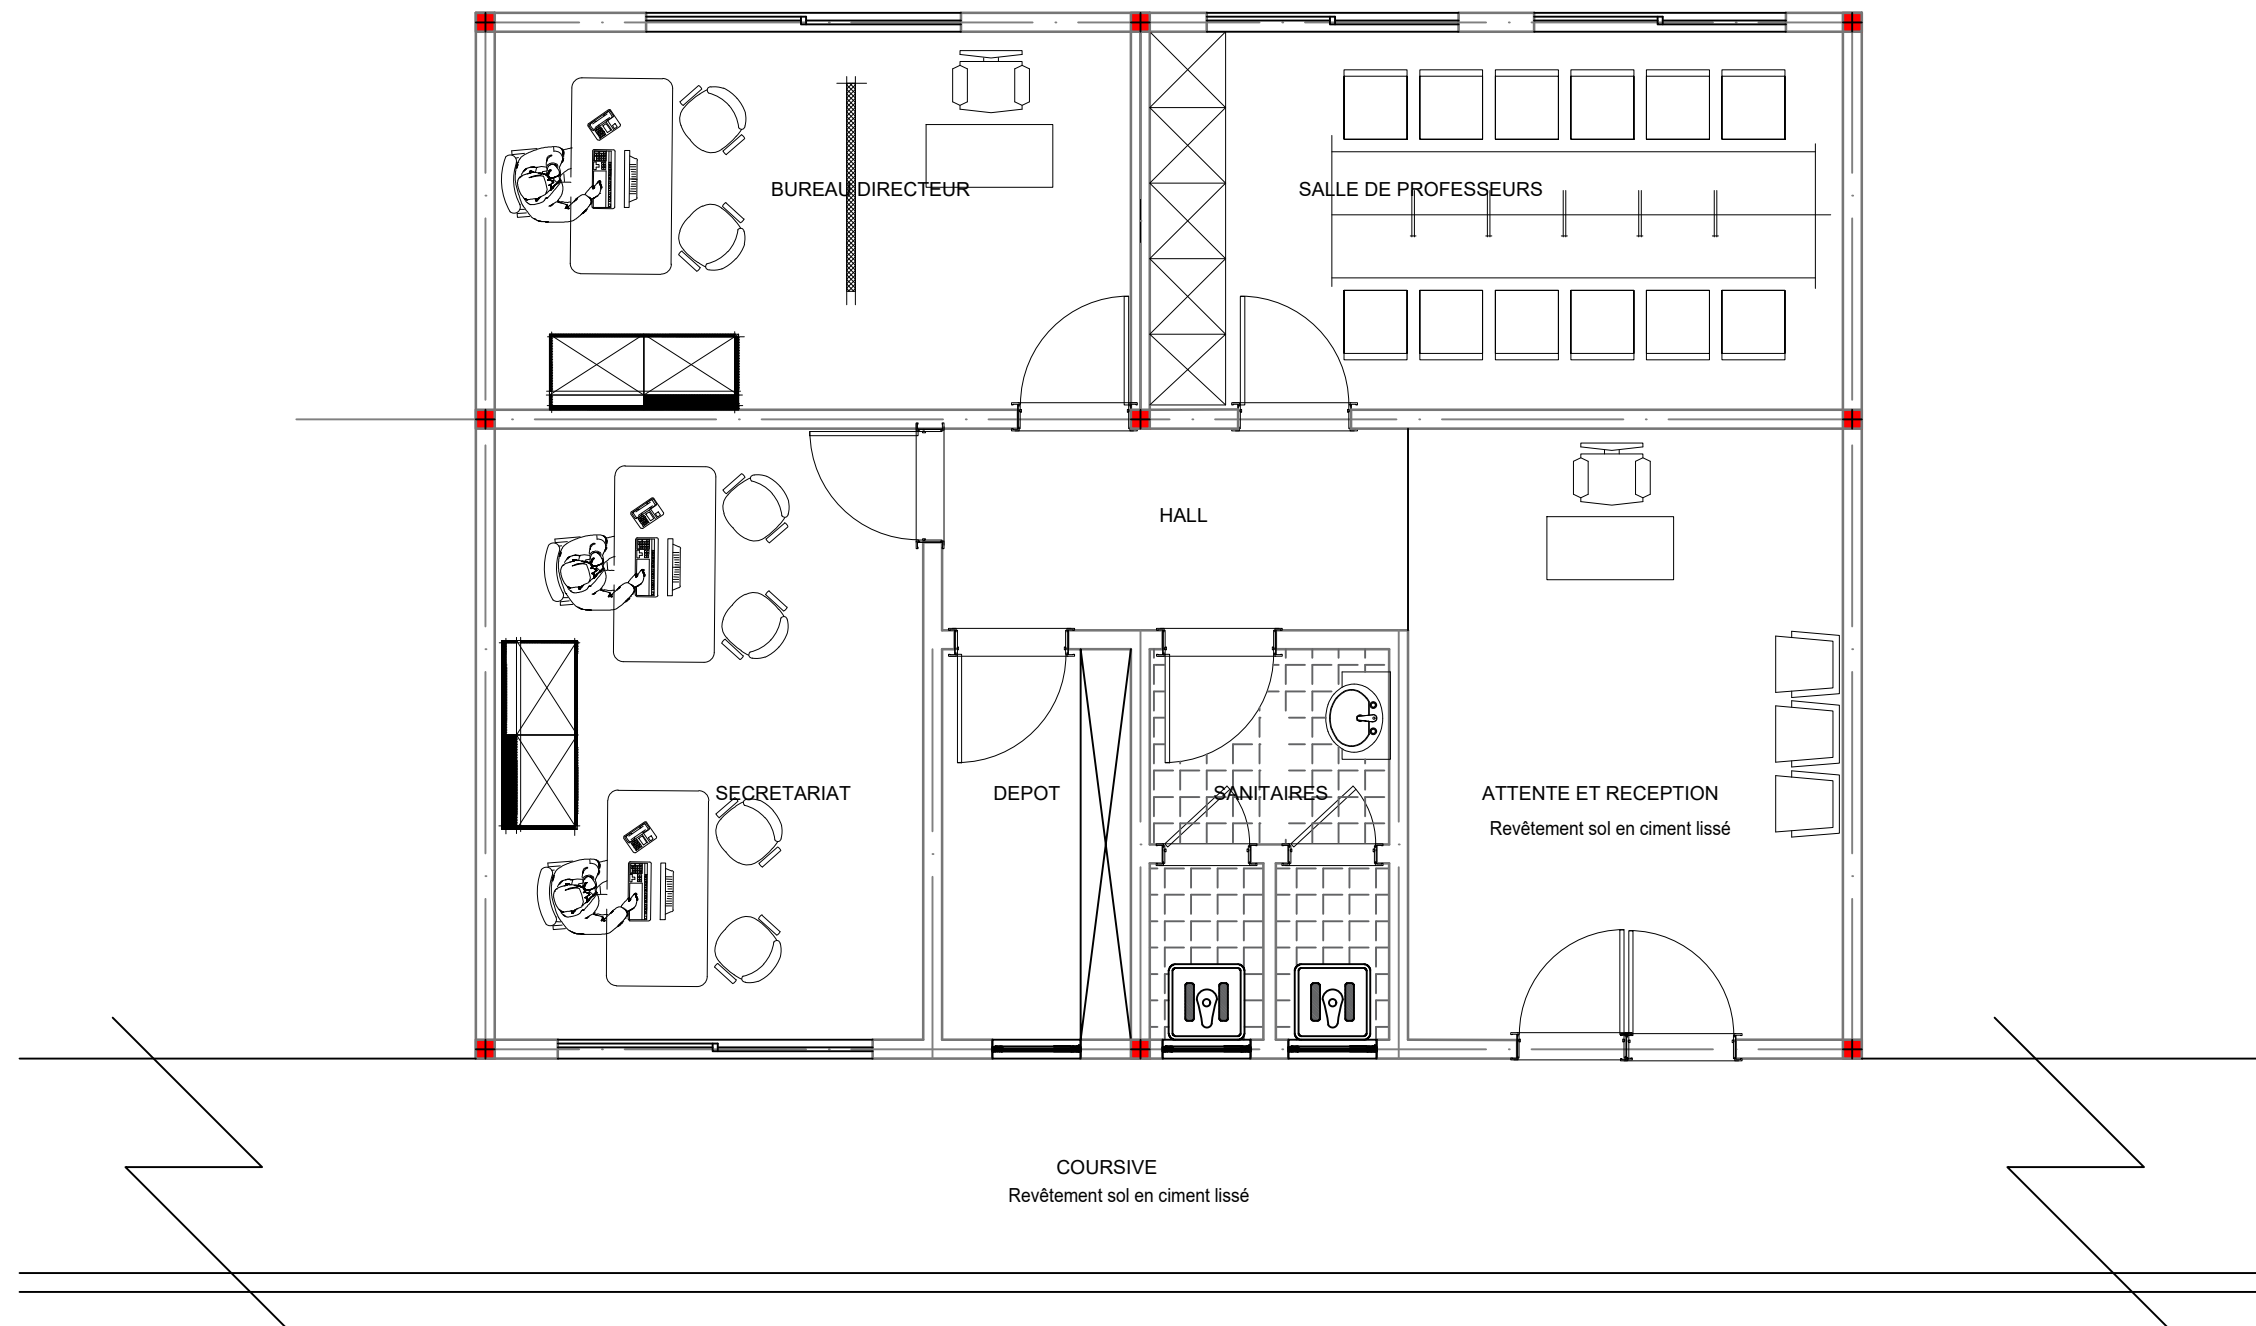 BUREAU DIRECTEUR
SALLE DE PROFESSEURS
HALL
SECRETARIAT
DEPOT
SANITAIRES
ATTENTE ET RECEPTION
Revêtement sol en ciment lissé
COURSIVE
Revêtement sol en ciment lissé